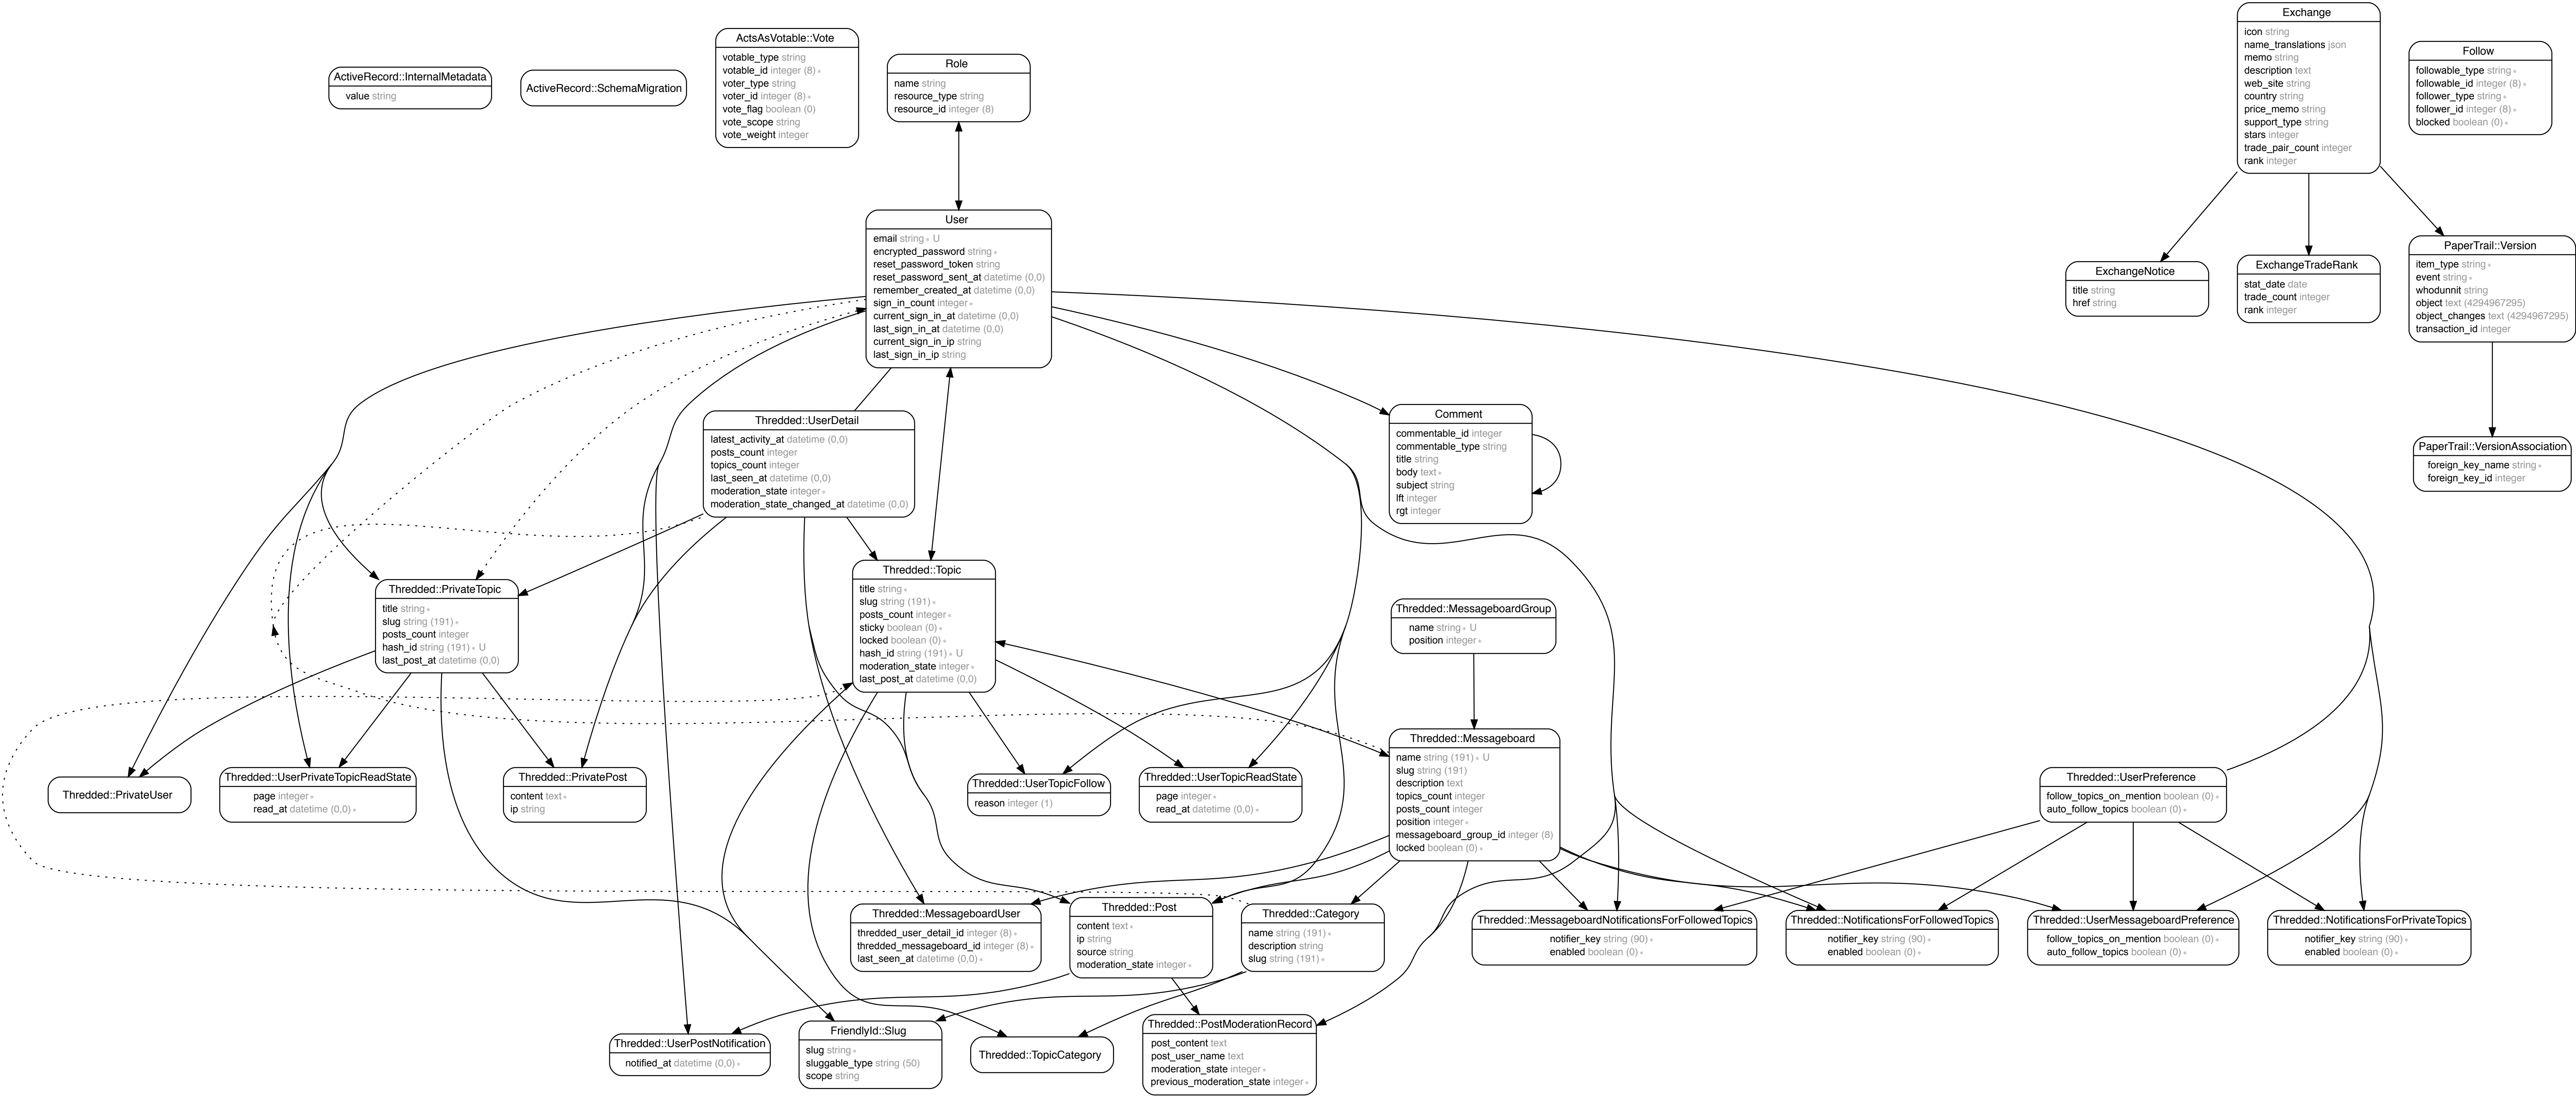 ActiveRecord::InternalMetadata
value string
ActiveRecord::SchemaMigration
ActsAsVotable::Vote
votable_type string
votable_id integer (8) ∗
voter_type string
voter_id integer (8) ∗
vote_flag boolean (0)
vote_scope string
vote_weight integer
Role
name string
resource_type string
resource_id integer (8)
Exchange
icon string
name_translations json
memo string
description text
web_site string
country string
price_memo string
support_type string
stars integer
trade_pair_count integer
rank integer
Follow
followable_type string ∗
followable_id integer (8) ∗
follower_type string ∗
follower_id integer (8) ∗
blocked boolean (0) ∗
User
email string ∗ U
encrypted_password string ∗
reset_password_token string
reset_password_sent_at datetime (0,0)
remember_created_at datetime (0,0)
sign_in_count integer ∗
current_sign_in_at datetime (0,0)
last_sign_in_at datetime (0,0)
current_sign_in_ip string
last_sign_in_ip string
ExchangeNotice
title string
href string
ExchangeTradeRank
stat_date date
trade_count integer
rank integer
PaperTrail::Version
item_type string ∗
event string ∗
whodunnit string
object text (4294967295)
object_changes text (4294967295)
transaction_id integer
Thredded::UserDetail
latest_activity_at datetime (0,0)
posts_count integer
topics_count integer
last_seen_at datetime (0,0)
moderation_state integer ∗
moderation_state_changed_at datetime (0,0)
Comment
commentable_id integer
commentable_type string
title string
body text ∗
subject string
lft integer
rgt integer
PaperTrail::VersionAssociation
foreign_key_name string ∗
foreign_key_id integer
Thredded::PrivateTopic
title string ∗
slug string (191) ∗
posts_count integer
hash_id string (191) ∗ U
last_post_at datetime (0,0)
Thredded::Topic
title string ∗
slug string (191) ∗
posts_count integer ∗
sticky boolean (0) ∗
locked boolean (0) ∗
hash_id string (191) ∗ U
moderation_state integer ∗
last_post_at datetime (0,0)
Thredded::MessageboardGroup
name string ∗ U
position integer ∗
Thredded::Messageboard
name string (191) ∗ U
slug string (191)
description text
topics_count integer
posts_count integer
position integer ∗
messageboard_group_id integer (8)
locked boolean (0) ∗
Thredded::PrivateUser
Thredded::UserPrivateTopicReadState
page integer ∗
read_at datetime (0,0) ∗
Thredded::PrivatePost
content text ∗
ip string
Thredded::UserTopicFollow
reason integer (1)
Thredded::UserTopicReadState
page integer ∗
read_at datetime (0,0) ∗
Thredded::UserPreference
follow_topics_on_mention boolean (0) ∗
auto_follow_topics boolean (0) ∗
Thredded::MessageboardUser
thredded_user_detail_id integer (8) ∗
thredded_messageboard_id integer (8) ∗
last_seen_at datetime (0,0) ∗
Thredded::Post
content text ∗
ip string
source string
moderation_state integer ∗
Thredded::Category
name string (191) ∗
description string
slug string (191) ∗
Thredded::MessageboardNotificationsForFollowedTopics
notifier_key string (90) ∗
enabled boolean (0) ∗
Thredded::NotificationsForFollowedTopics
notifier_key string (90) ∗
enabled boolean (0) ∗
Thredded::UserMessageboardPreference
follow_topics_on_mention boolean (0) ∗
auto_follow_topics boolean (0) ∗
Thredded::NotificationsForPrivateTopics
notifier_key string (90) ∗
enabled boolean (0) ∗
Thredded::UserPostNotification
notified_at datetime (0,0) ∗
FriendlyId::Slug
slug string ∗
sluggable_type string (50)
scope string
Thredded::TopicCategory
Thredded::PostModerationRecord
post_content text
post_user_name text
moderation_state integer ∗
previous_moderation_state integer ∗